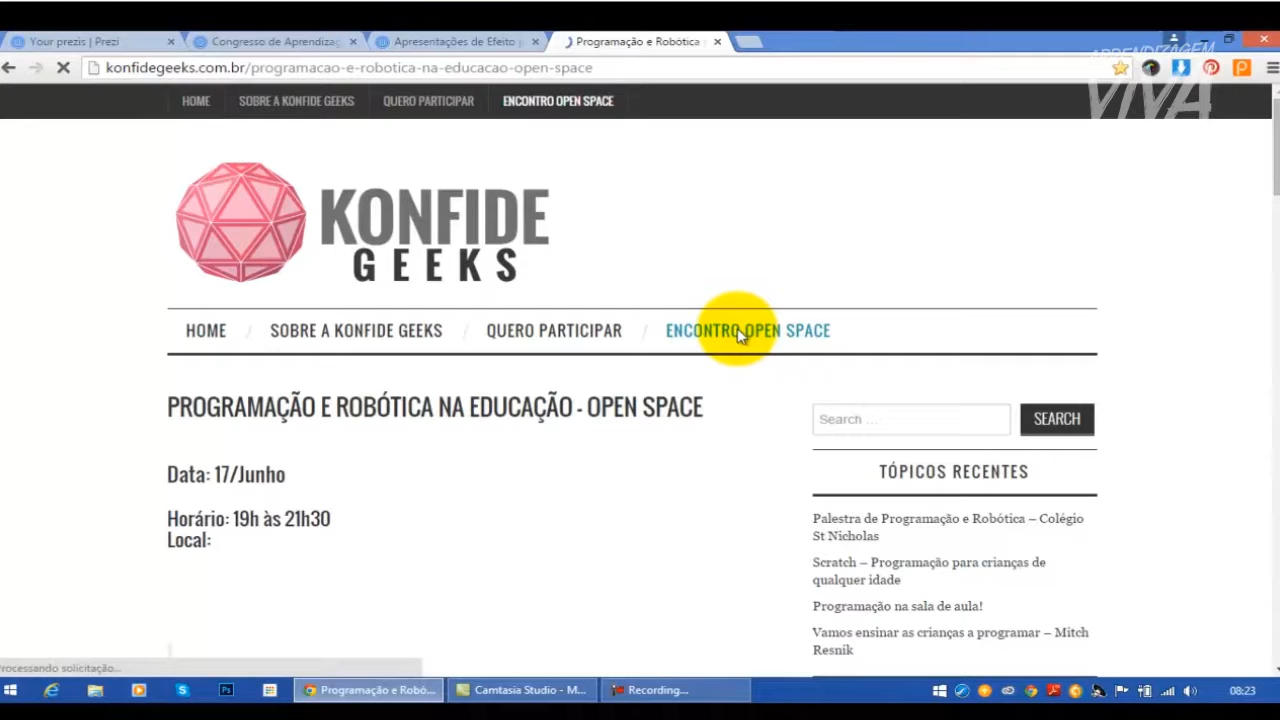 Your prezis | Prezi
Congresso de Aprendizag
Apresentações de Efeito
Programação e Robótica
konfidegeeks.com.br/programacao-e-robotica-na-educacao-open-space
APRENDIZAGEM
VIVA
HOME
SOBRE A KONFIDE GEEKS
QUERO PARTICIPAR
ENCONTRO OPEN SPACE
KONFIDE
GEEKS
HOME / SOBRE A KONFIDE GEEKS / QUERO PARTICIPAR / ENCONTRO OPEN SPACE
PROGRAMAÇÃO E ROBÓTICA NA EDUCAÇÃO - OPEN SPACE
Data: 17/Junho
Horário: 19h às 21h30
Local:
Search ...
SEARCH
TÓPICOS RECENTES
Palestra de Programação e Robótica – Colégio
St Nicholas
Scratch – Programação para crianças de
qualquer idade
Programação na sala de aula!
Vamos ensinar as crianças a programar – Mitch
Resnik
Processando solicitação...
Programação e Robó...
Camtasia Studio - M...
Recording...
08:23